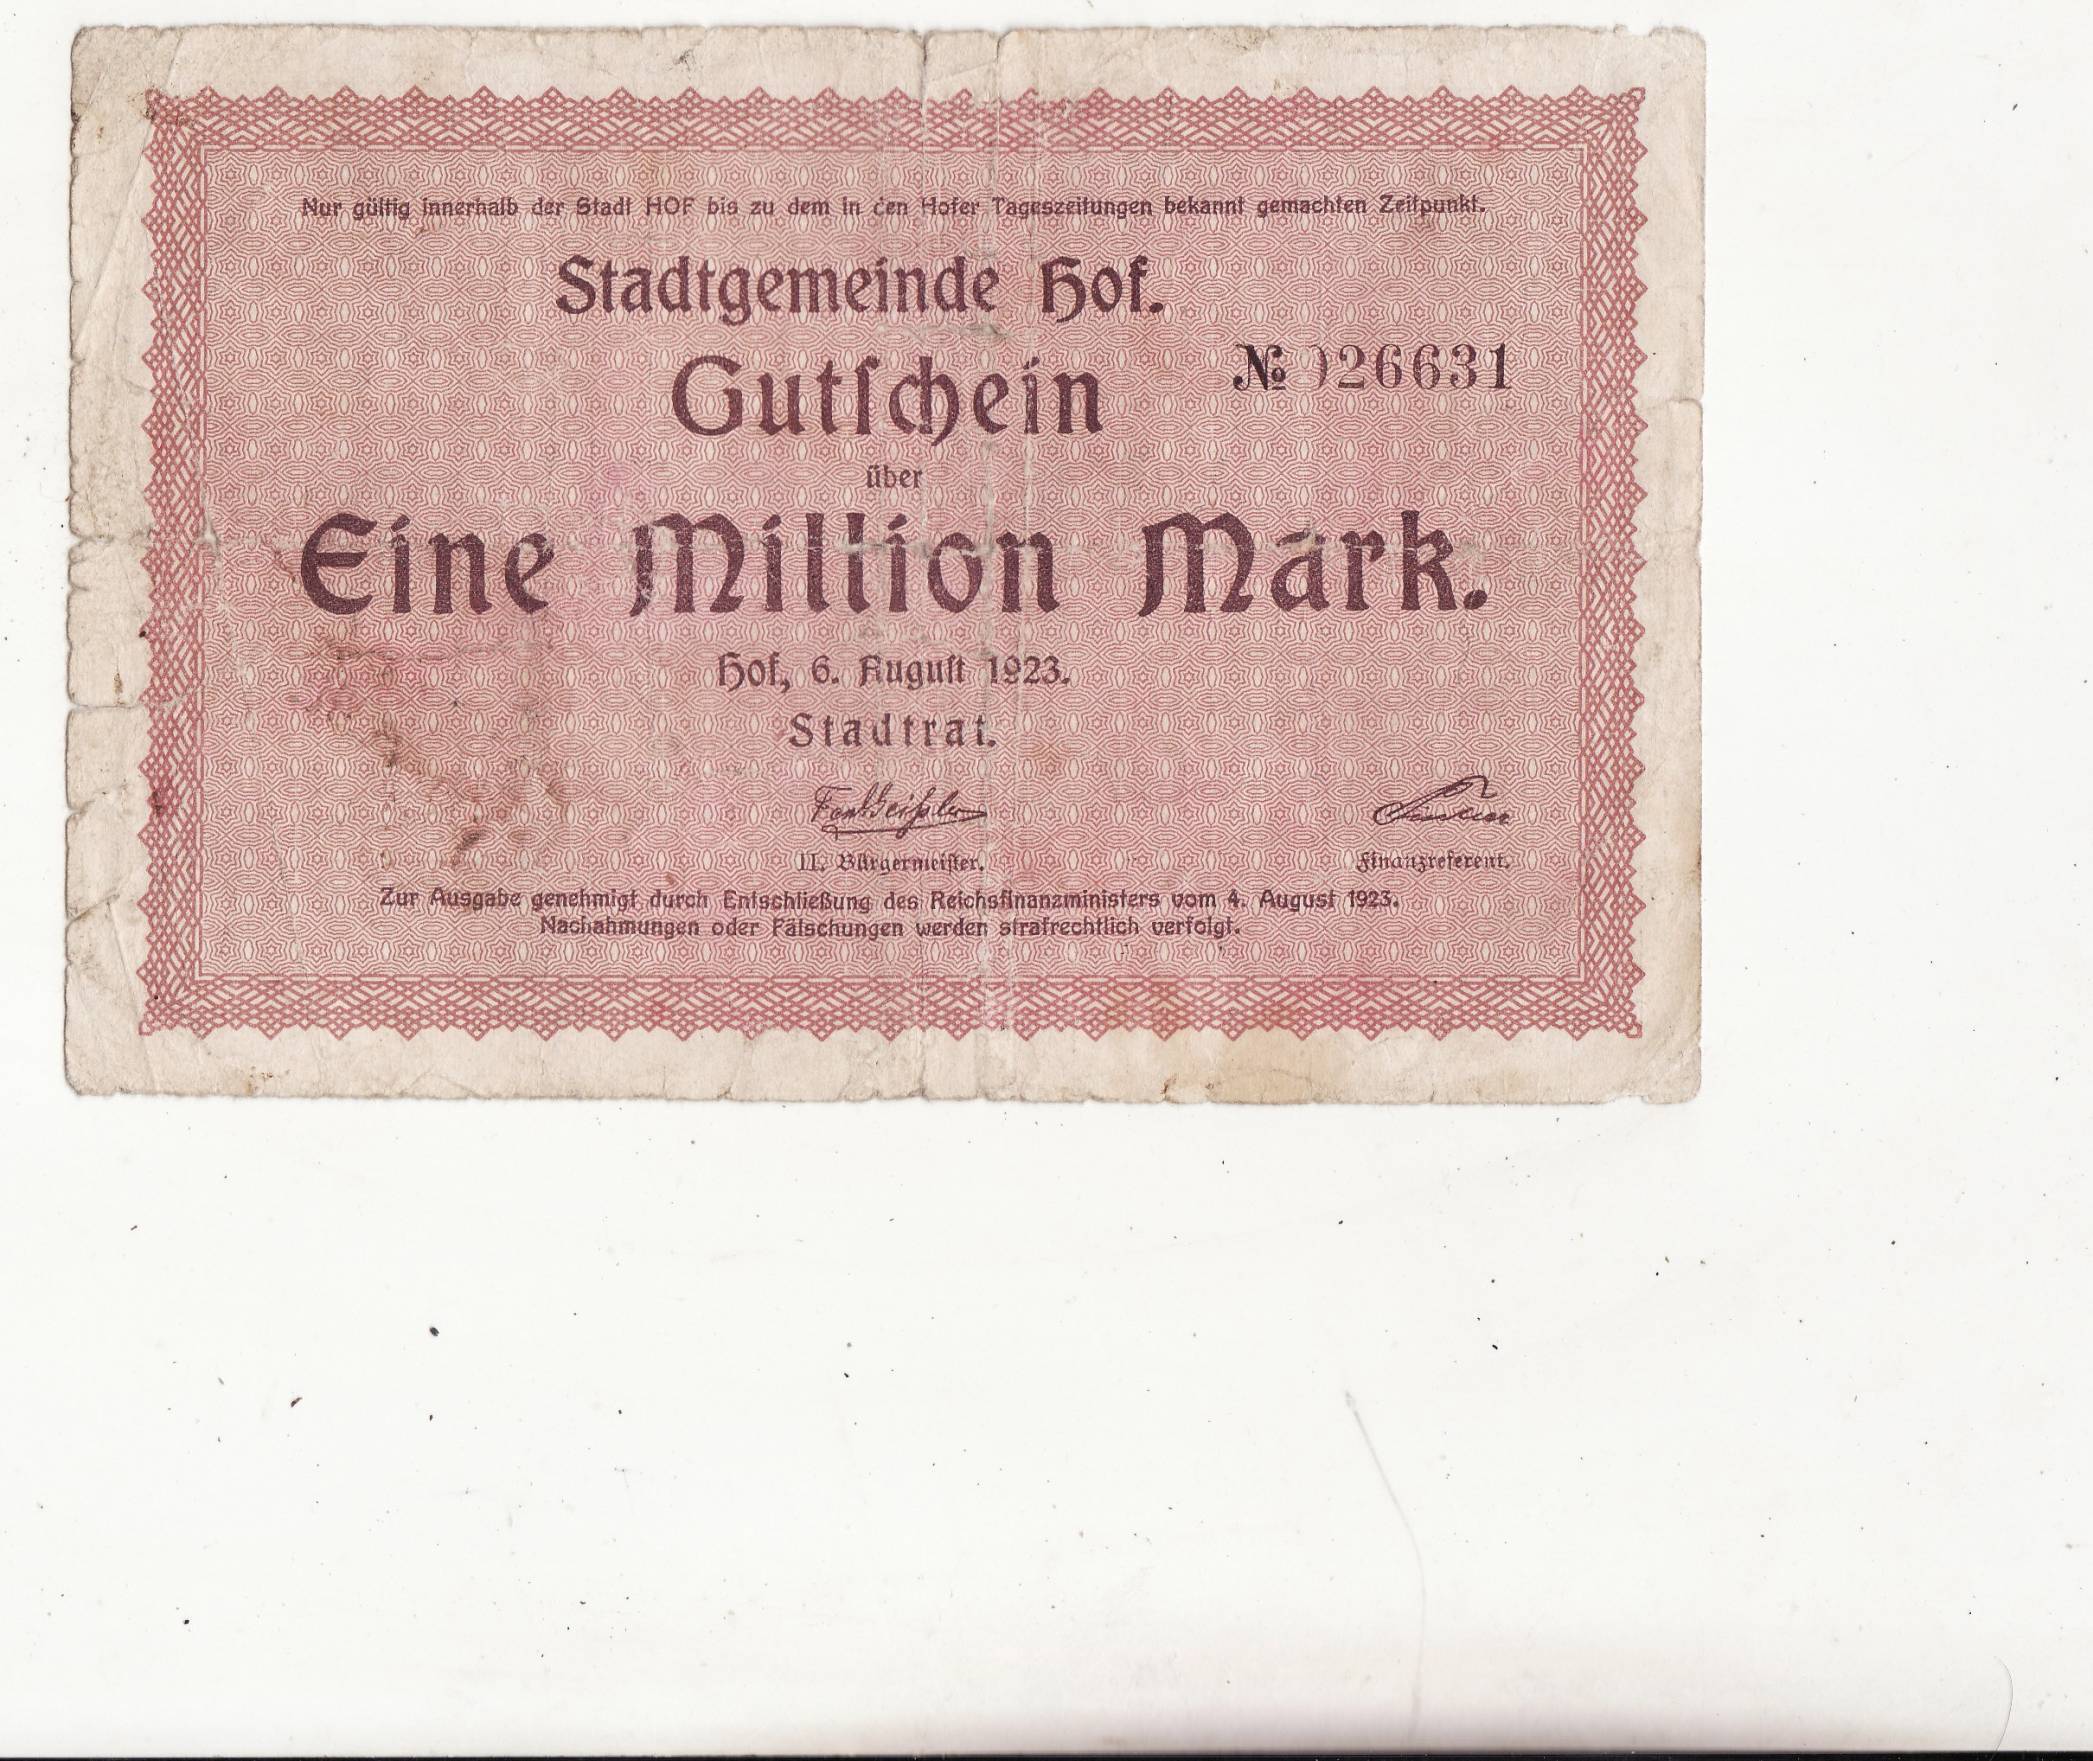 Nur gültig innerhalb der Stadt HOF bis zu dem in den Hofer Tageszeitungen bekannt gemachten Zeitpunkt.
Stadtgemeinde Hof.
Gutſchein
№ 026631
über
Eine Million Mark.
Hof, 6. Auguſt 1923.
Stadtrat.
II. Bürgermeiſter.
Finanzreferent.
Zur Ausgabe genehmigt durch Entschließung des Reichsfinanzministers vom 4. August 1923.
Nachahmungen oder Fälschungen werden strafrechtlich verfolgt.